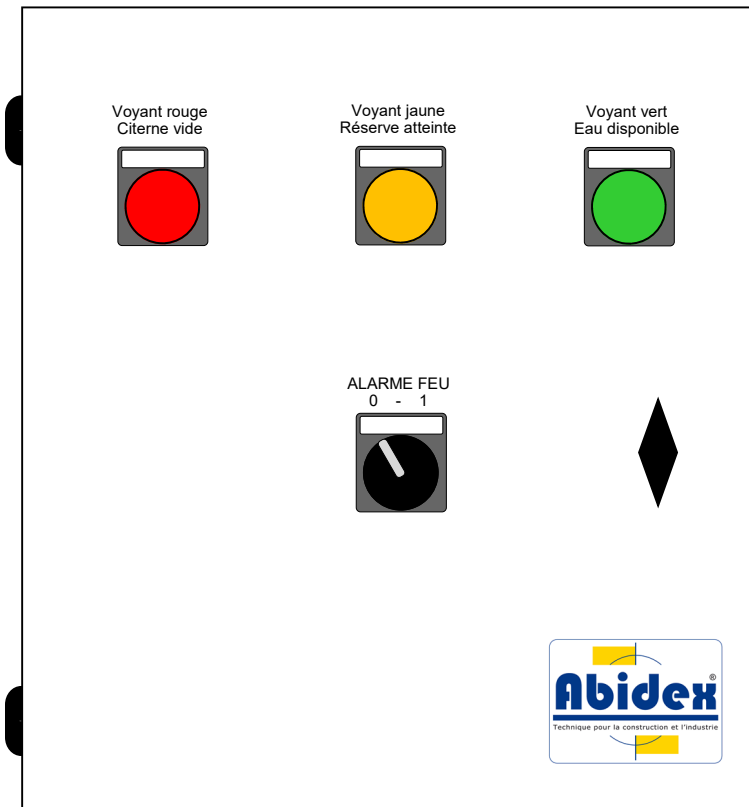 Voyant rouge
Citerne vide
Voyant jaune
Réserve atteinte
Voyant vert
Eau disponible
ALARME FEU
0 - 1
Abidex®
Technique pour la construction et l'industrie